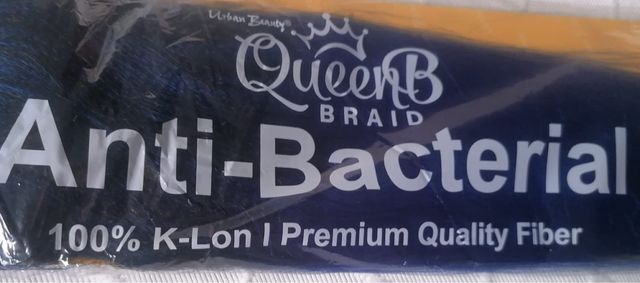 Urban Beauty®
QueenB
BRAID
Anti-Bacterial
100% K-Lon | Premium Quality Fiber